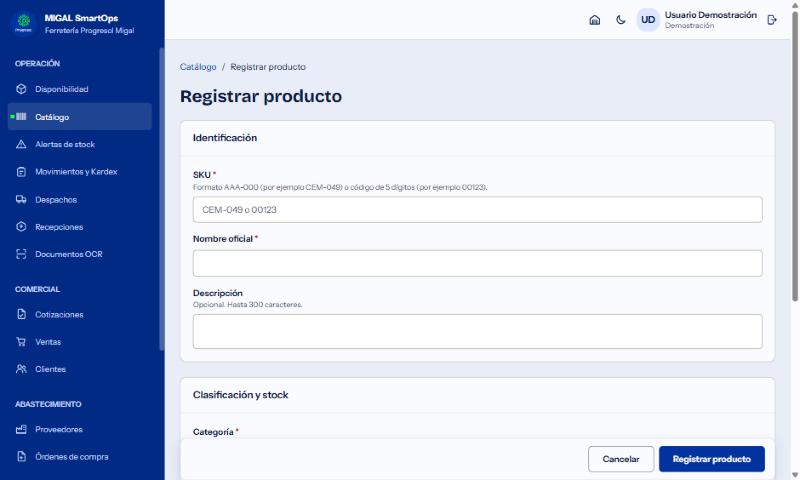 MIGAL SmartOps
Ferretería Progresol Migal
OPERACIÓN
Disponibilidad
Catálogo
Alertas de stock
Movimientos y Kardex
Despachos
Recepciones
Documentos OCR
COMERCIAL
Cotizaciones
Ventas
Clientes
ABASTECIMIENTO
Proveedores
Órdenes de compra
UD
Usuario Demostración
Demostración
Catálogo / Registrar producto
Registrar producto
Identificación
SKU *
Formato AAA-000 (por ejemplo CEM-049) o código de 5 dígitos (por ejemplo 00123).
CEM-049 o 00123
Nombre oficial *
Descripción
Opcional. Hasta 300 caracteres.
Clasificación y stock
Categoría *
Cancelar
Registrar producto